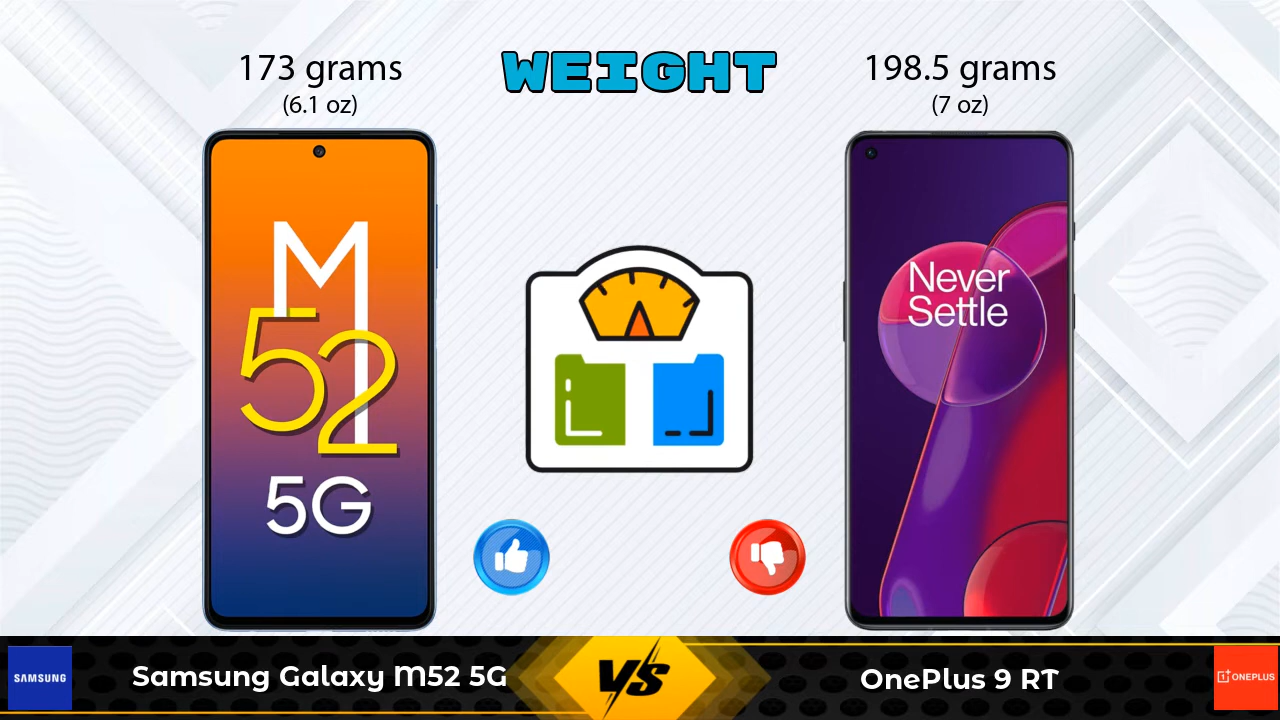 173 grams
(6.1 oz)
WEIGHT
198.5 grams
(7 oz)
M
52
5G
Never
Settle
SAMSUNG
Samsung Galaxy M52 5G
VS
OnePlus 9 RT
1+ ONEPLUS